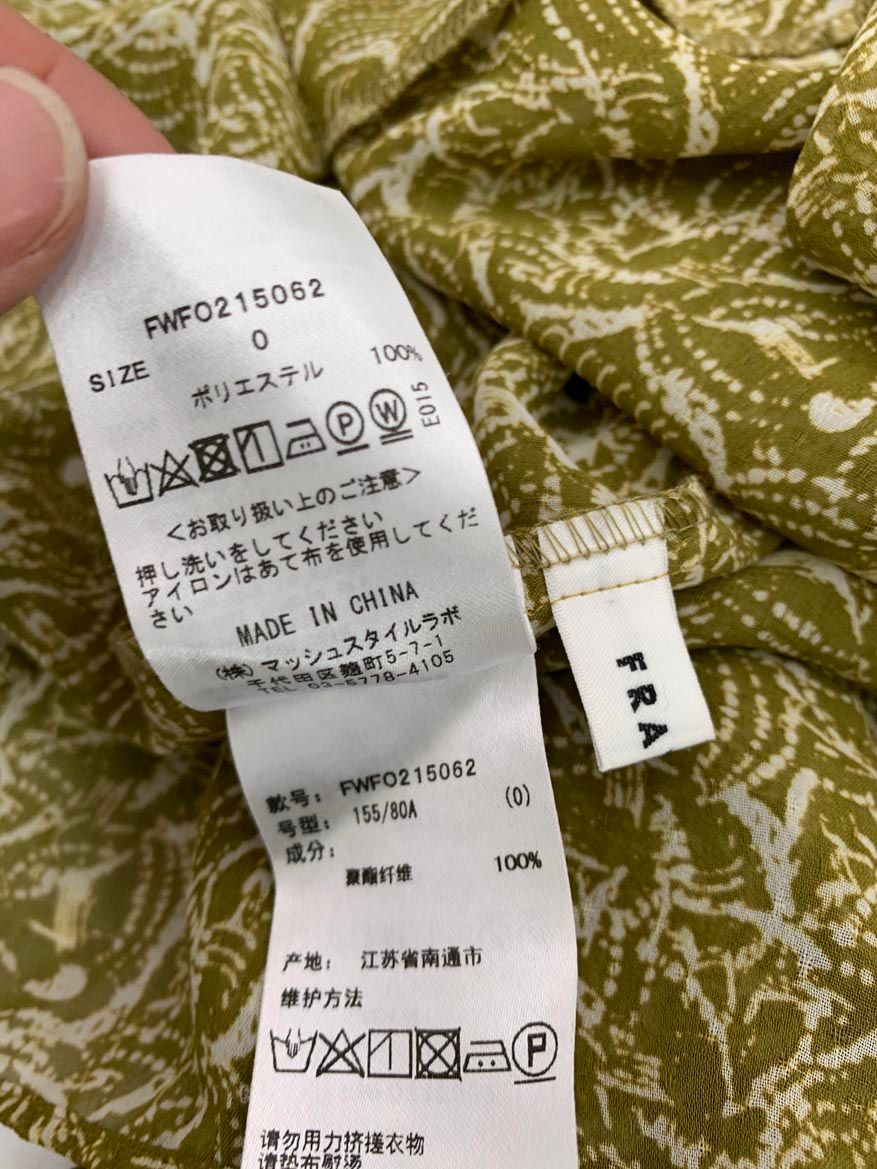 FWFO215062
SIZE 0
ポリエステル 100%
P W E015
<お取り扱い上のご注意>
押し洗いをしてください
アイロンはあて布を使用してくだ
さい
MADE IN CHINA
(株)マッシュスタイルラボ
千代田区麹町5-7-1
TEL 03-5778-4105
FRA
款号: FWFO215062
号型: 155/80A (0)
成分:
聚酯纤维 100%
产地: 江苏省南通市
维护方法
P
请勿用力挤搓衣物
请垫布熨烫